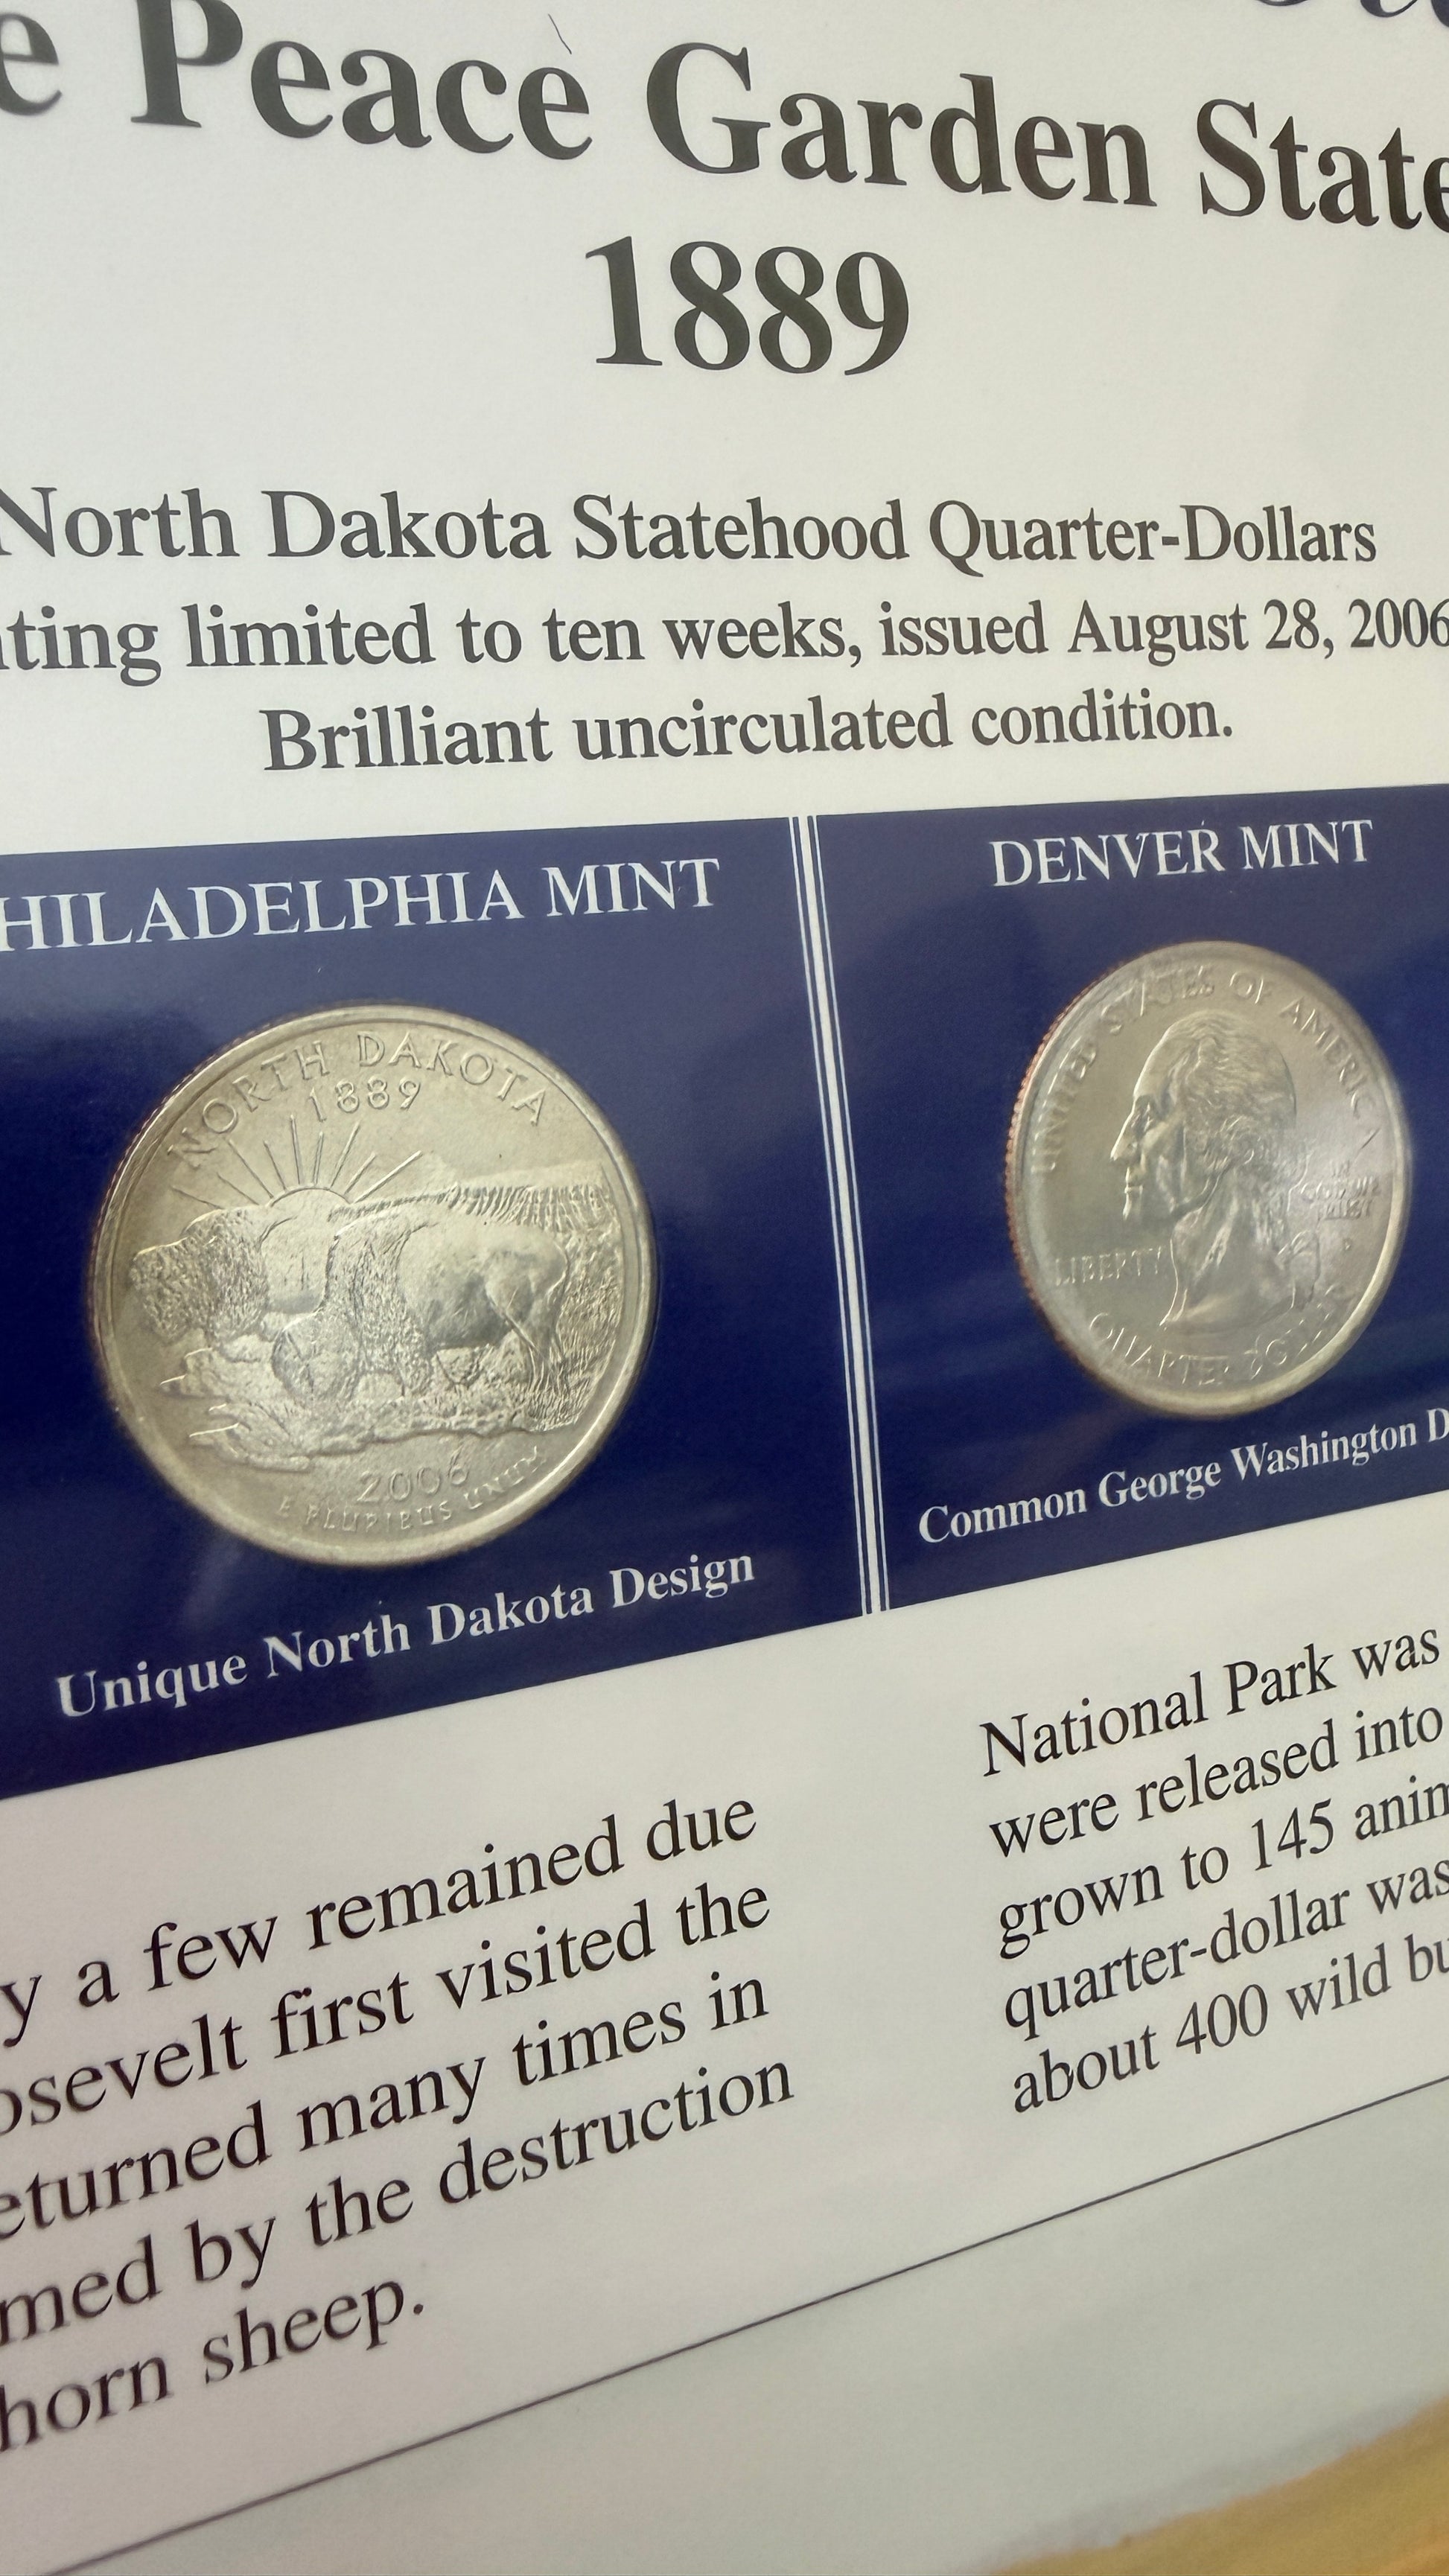 e Peace Garden State
1889
North Dakota Statehood Quarter-Dollars
ting limited to ten weeks, issued August 28, 2006
Brilliant uncirculated condition.
HILADELPHIA MINT
NORTH DAKOTA
1889
2006
E PLURIBUS UNUM
Unique North Dakota Design
DENVER MINT
UNITED STATES OF AMERICA
IN
GOD WE
TRUST
D
LIBERTY
QUARTER DOLLAR
Common George Washington D
y a few remained due
osevelt first visited the
eturned many times in
med by the destruction
horn sheep.
National Park was
were released into
grown to 145 anim
quarter-dollar was
about 400 wild bu